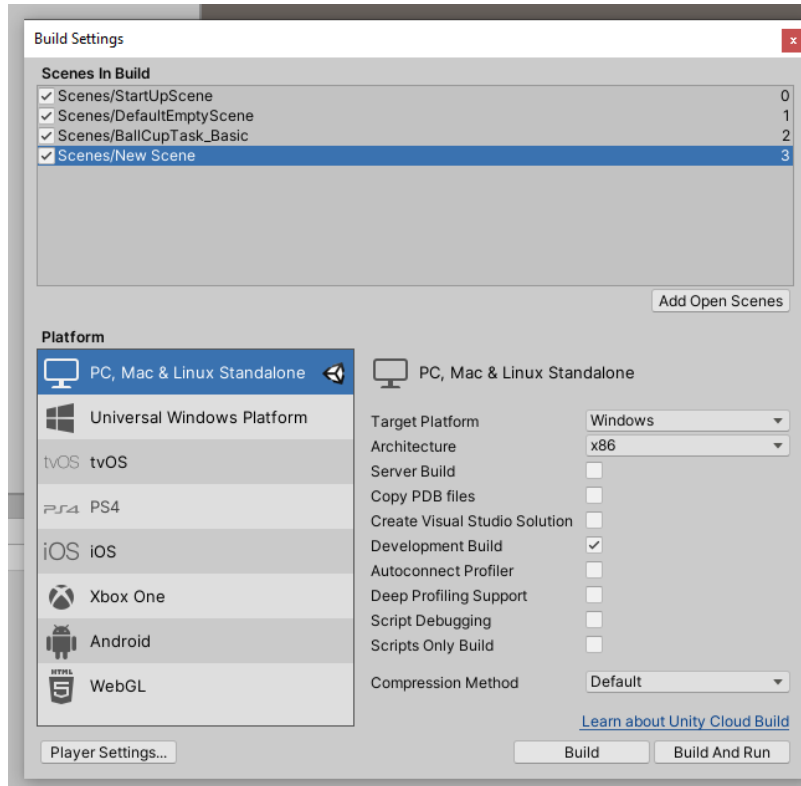 Build Settings
x
Scenes In Build
Scenes/StartUpScene 0
Scenes/DefaultEmptyScene 1
Scenes/BallCupTask_Basic 2
Scenes/New Scene 3
Add Open Scenes
Platform
PC, Mac & Linux Standalone
Universal Windows Platform
tvOS tvOS
PS4 PS4
iOS iOS
Xbox One
Android
HTML 5 WebGL
PC, Mac & Linux Standalone
Target Platform Windows
Architecture x86
Server Build
Copy PDB files
Create Visual Studio Solution
Development Build
Autoconnect Profiler
Deep Profiling Support
Script Debugging
Scripts Only Build
Compression Method Default
Learn about Unity Cloud Build
Player Settings... Build Build And Run